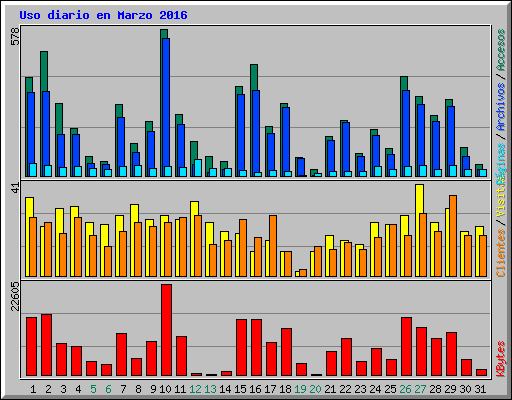 Uso diario en Marzo 2016
578
41
22605
Accesos / Archivos / Páginas
Clientes / Visitas
KBytes
1 2 3 4 5 6 7 8 9 10 11 12 13 14 15 16 17 18 19 20 21 22 23 24 25 26 27 28 29 30 31